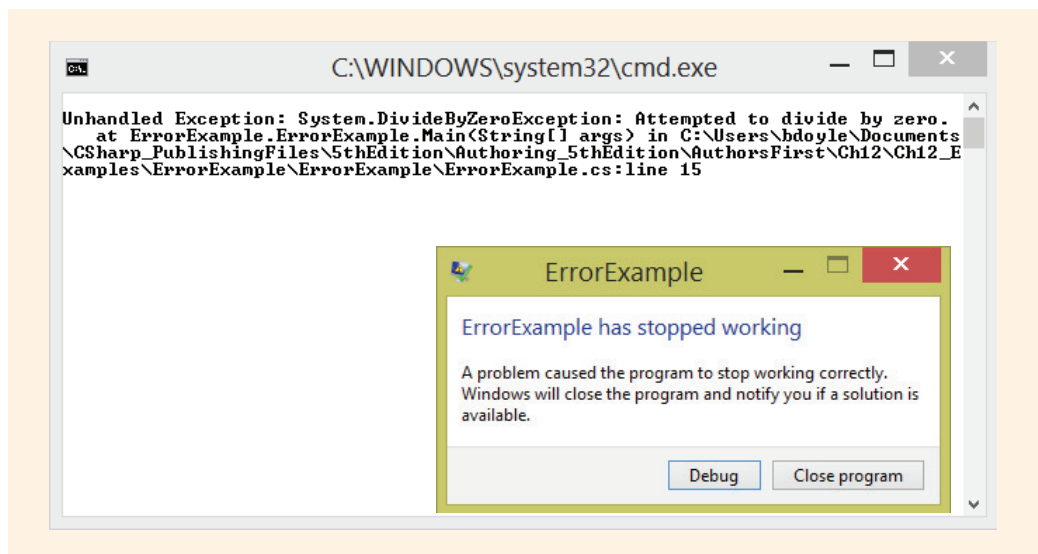 C:\WINDOWS\system32\cmd.exe
Unhandled Exception: System.DivideByZeroException: Attempted to divide by zero.
at ErrorExample.ErrorExample.Main(String[] args) in C:\Users\bdoyle\Documents
\CSharp_PublishingFiles\5thEdition\Authoring_5thEdition\AuthorsFirst\Ch12\Ch12_E
xamples\ErrorExample\ErrorExample\ErrorExample.cs:line 15
ErrorExample
ErrorExample has stopped working
A problem caused the program to stop working correctly.
Windows will close the program and notify you if a solution is
available.
Debug
Close program